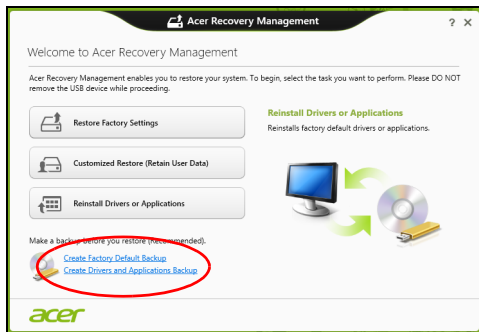 Acer Recovery Management
? X
Welcome to Acer Recovery Management
Acer Recovery Management enables you to restore your system. To begin, select the task you want to perform. Please DO NOT
remove the USB device while proceeding.
Restore Factory Settings
Customized Restore (Retain User Data)
Reinstall Drivers or Applications
Reinstall Drivers or Applications
Reinstalls factory default drivers or applications.
Make a backup before you restore (Recommended).
Create Factory Default Backup
Create Drivers and Applications Backup
acer